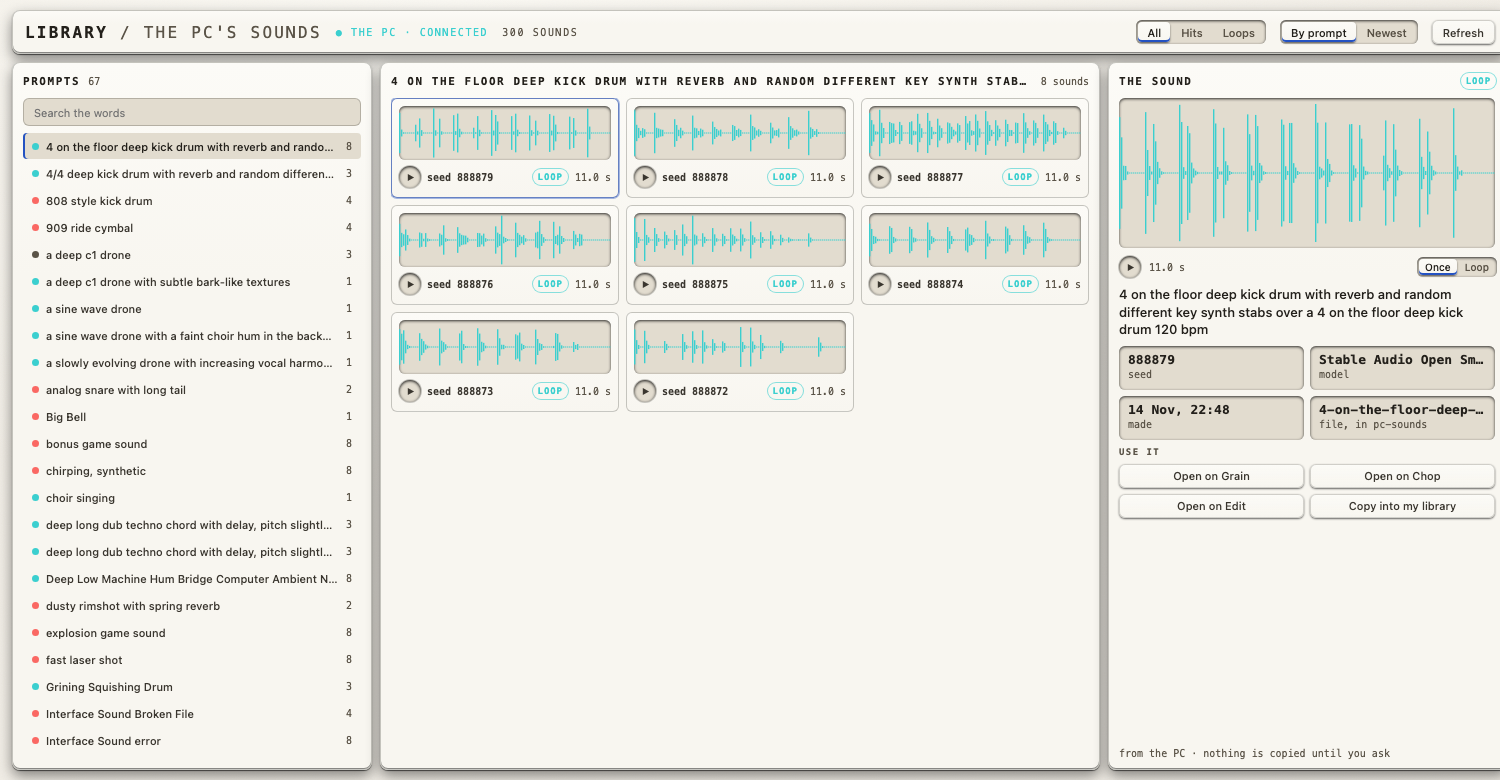 LIBRARY / THE PC'S SOUNDS ● THE PC · CONNECTED 300 SOUNDS
All Hits Loops By prompt Newest Refresh
PROMPTS 67
Search the words
4 on the floor deep kick drum with reverb and rando… 8
4/4 deep kick drum with reverb and random differen… 3
808 style kick drum 4
909 ride cymbal 4
a deep c1 drone 3
a deep c1 drone with subtle bark-like textures 1
a sine wave drone 1
a sine wave drone with a faint choir hum in the back… 1
a slowly evolving drone with increasing vocal harmo… 1
analog snare with long tail 2
Big Bell 1
bonus game sound 8
chirping, synthetic 8
choir singing 1
deep long dub techno chord with delay, pitch slightl… 3
deep long dub techno chord with delay, pitch slightl… 3
Deep Low Machine Hum Bridge Computer Ambient N… 8
dusty rimshot with spring reverb 2
explosion game sound 8
fast laser shot 8
Grining Squishing Drum 3
Interface Sound Broken File 4
Interface Sound error 8
4 ON THE FLOOR DEEP KICK DRUM WITH REVERB AND RANDOM DIFFERENT KEY SYNTH STAB… 8 sounds
seed 888879 LOOP 11.0 s
seed 888878 LOOP 11.0 s
seed 888877 LOOP 11.0 s
seed 888876 LOOP 11.0 s
seed 888875 LOOP 11.0 s
seed 888874 LOOP 11.0 s
seed 888873 LOOP 11.0 s
seed 888872 LOOP 11.0 s
THE SOUND LOOP
11.0 s Once Loop
4 on the floor deep kick drum with reverb and random
different key synth stabs over a 4 on the floor deep kick
drum 120 bpm
888879
seed
Stable Audio Open Sm…
model
14 Nov, 22:48
made
4-on-the-floor-deep-…
file, in pc-sounds
USE IT
Open on Grain
Open on Chop
Open on Edit
Copy into my library
from the PC · nothing is copied until you ask